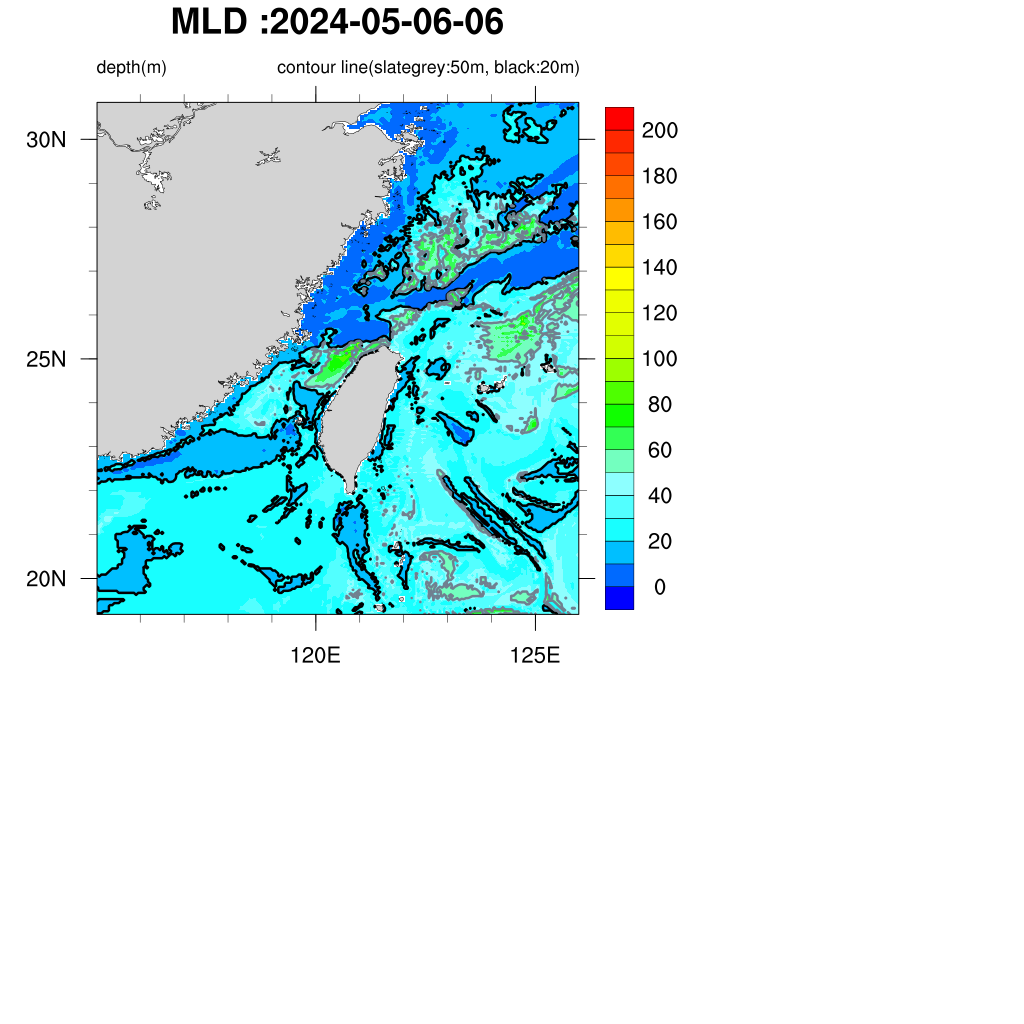 MLD :2024-05-06-06
depth(m)
contour line(slategrey:50m, black:20m)
30N
25N
20N
120E
125E
200
180
160
140
120
100
80
60
40
20
0